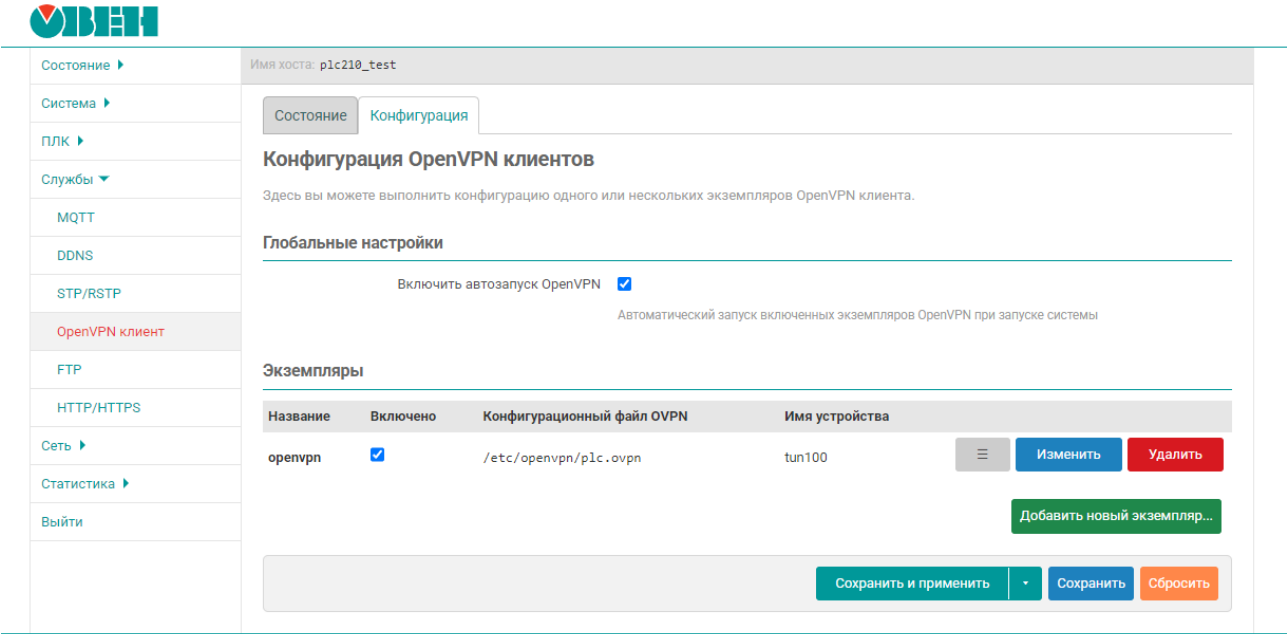 ОВЕН
Состояние
Система
ПЛК
Службы
MQTT
DDNS
STP/RSTP
OpenVPN клиент
FTP
HTTP/HTTPS
Сеть
Статистика
Выйти
Имя хоста: plc210_test
Состояние Конфигурация
Конфигурация OpenVPN клиентов
Здесь вы можете выполнить конфигурацию одного или нескольких экземпляров OpenVPN клиента.
Глобальные настройки
Включить автозапуск OpenVPN
Автоматический запуск включенных экземпляров OpenVPN при запуске системы
Экземпляры
Название Включено Конфигурационный файл OVPN Имя устройства
openvpn /etc/openvpn/plc.ovpn tun100 Изменить Удалить
Добавить новый экземпляр...
Сохранить и применить Сохранить Сбросить